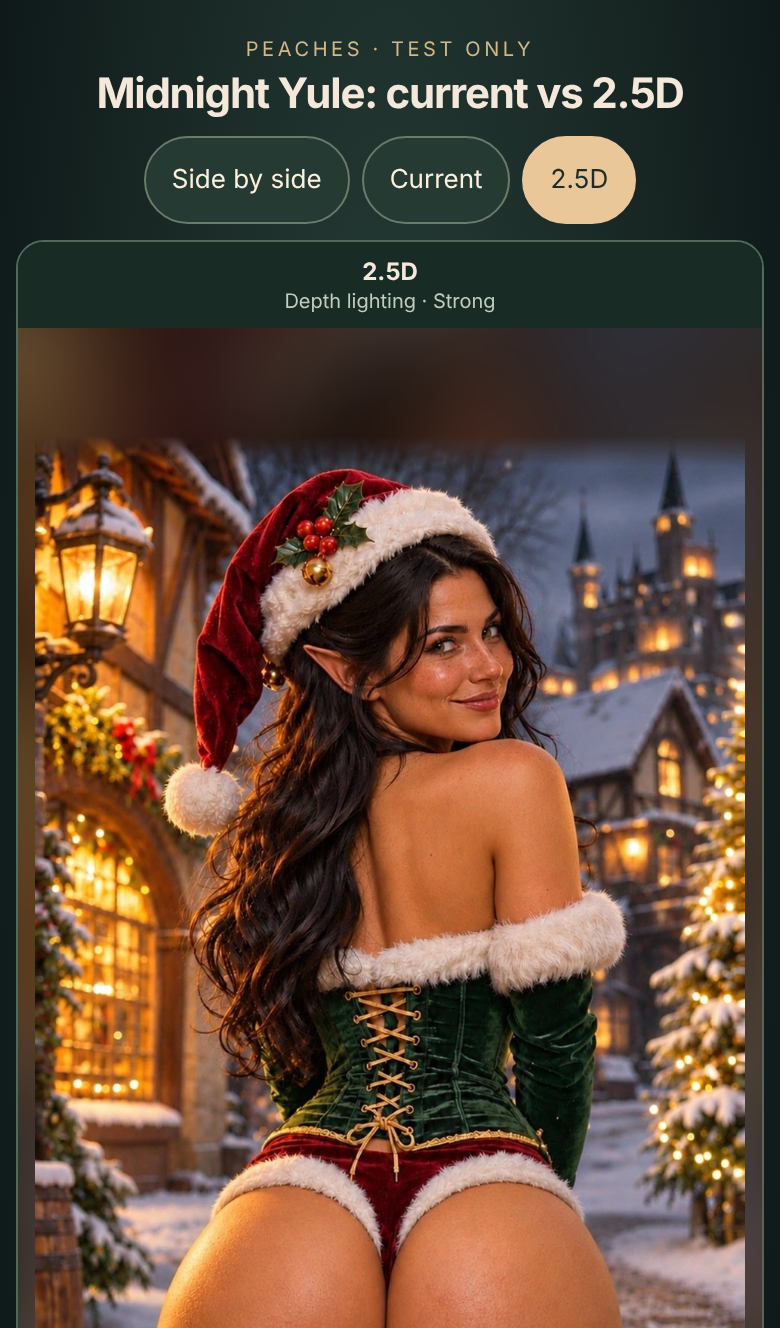 PEACHES · TEST ONLY
Midnight Yule: current vs 2.5D
Side by side
Current
2.5D
2.5D
Depth lighting · Strong